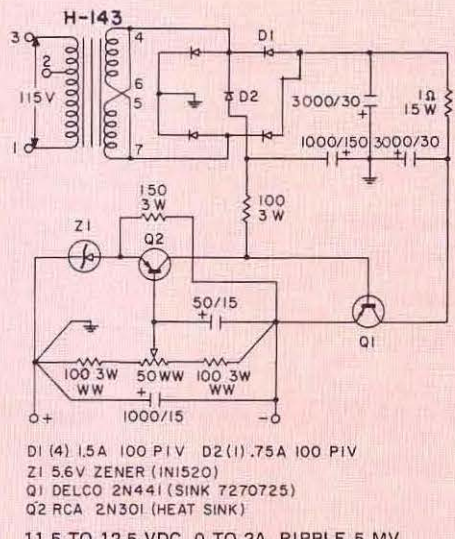 H-143
3
2
115V
1
4
6
5
7
D1
D2
3000/30
+
1Ω
15W
1000/150
+
3000/30
+
150
3 W
100
3 W
Z1
Q2
50/15
+
Q1
100 3W
WW
50WW
100 3W
WW
+
1000/15
+
-
D1 (4) 1.5A 100 PIV D2(1) .75A 100 PIV
Z1 5.6V ZENER (IN1520)
Q1 DELCO 2N441 (SINK 7270725)
Q2 RCA 2N301 (HEAT SINK)
11.5 TO 12.5 VDC, 0 TO 2A, RIPPLE 5 MV